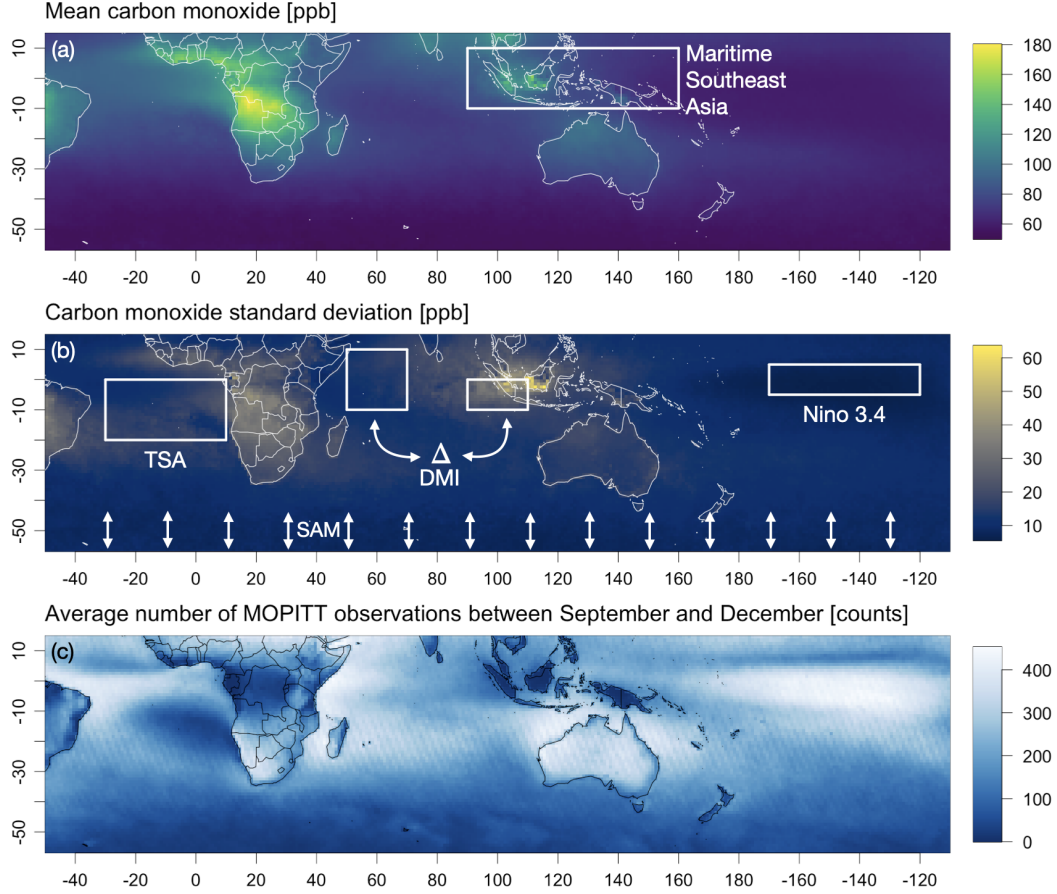 Mean carbon monoxide [ppb]
(a)
Maritime
Southeast
Asia
10
-10
-30
-50
-40 -20 0 20 40 60 80 100 120 140 160 -160 -140 -120
180
160
140
120
100
80
60
Carbon monoxide standard deviation [ppb]
(b)
TSA
Δ
DMI
Nino 3.4
SAM
10
-10
-30
-50
-40 -20 0 20 40 60 80 100 120 140 160 -160 -140 -120
60
50
40
30
20
10
Average number of MOPITT observations between September and December [counts]
(c)
10
-10
-30
-50
-40 -20 0 20 40 60 80 100 120 140 160 -160 -140 -120
400
300
200
100
0